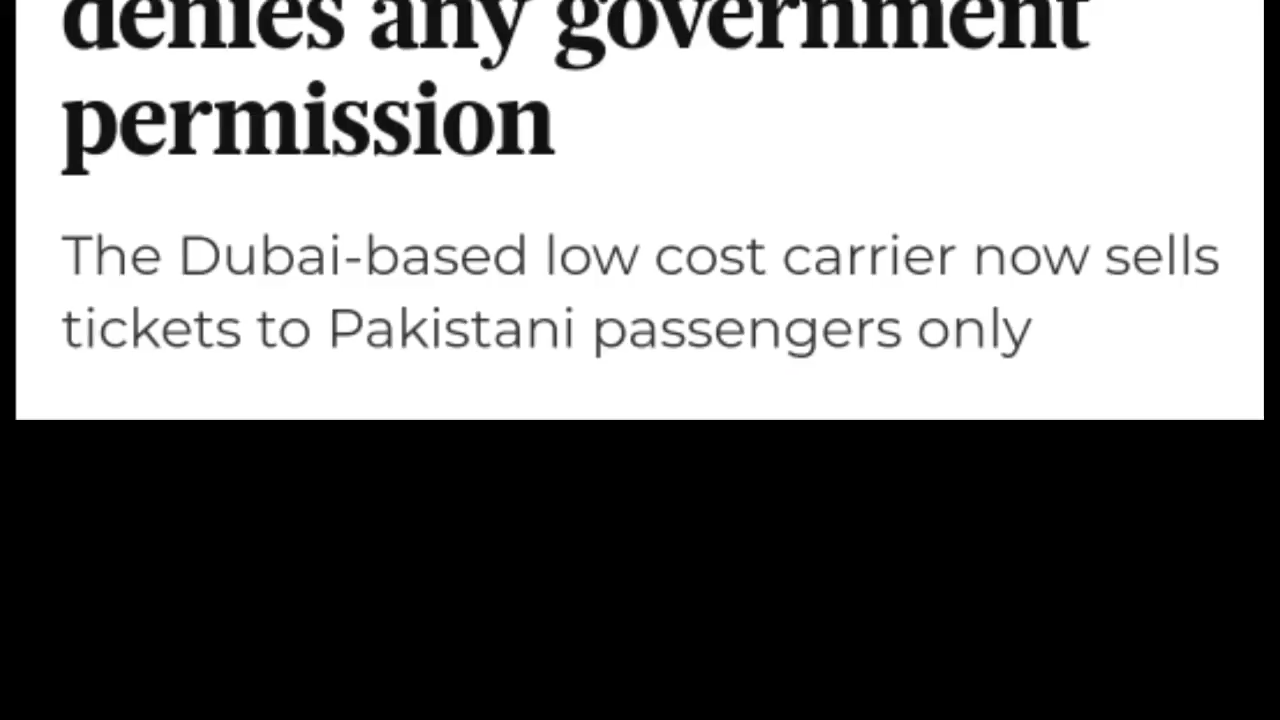 denies any government
permission
The Dubai-based low cost carrier now sells
tickets to Pakistani passengers only